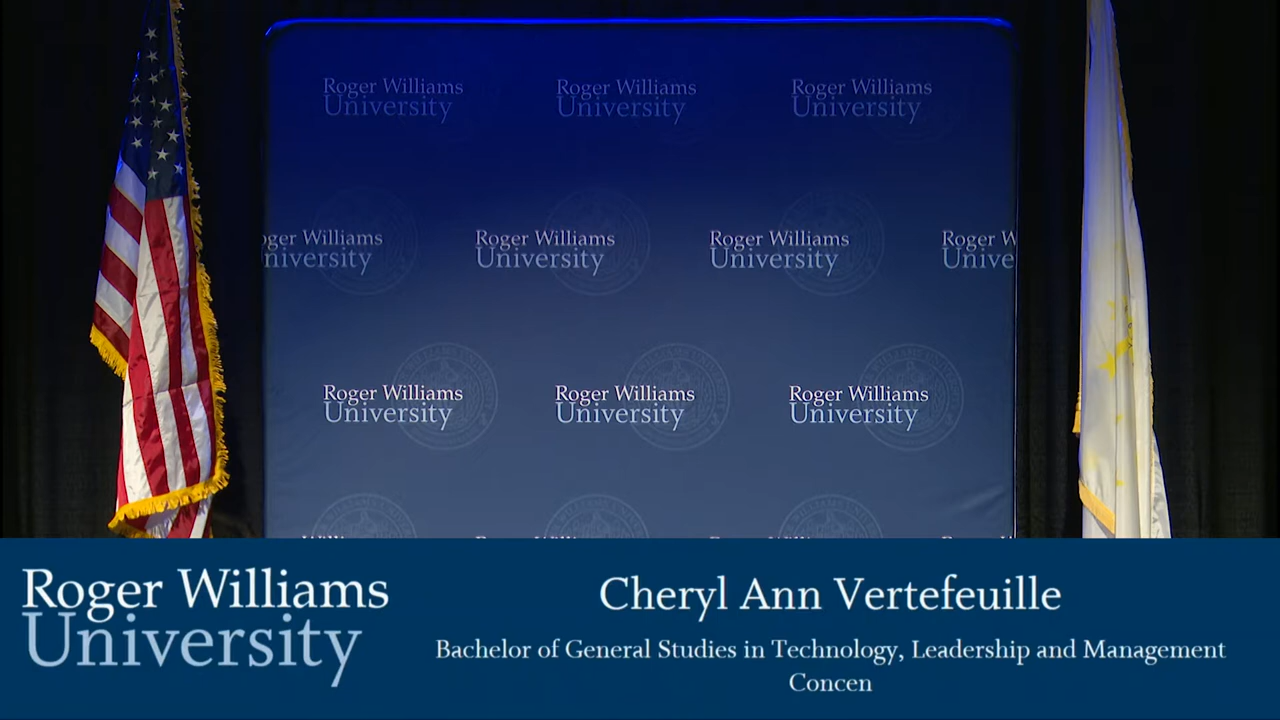 Roger Williams
University
Roger Williams
University
Roger Williams
University
ger Williams
niversity
Roger Williams
University
Roger Williams
University
Roger W
Unive
Roger Williams
University
Roger Williams
University
Roger Williams
University
Roger Williams
University
Cheryl Ann Vertefeuille
Bachelor of General Studies in Technology, Leadership and Management
Concen